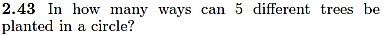 2.43 In how many ways can 5 different trees be
planted in a circle?